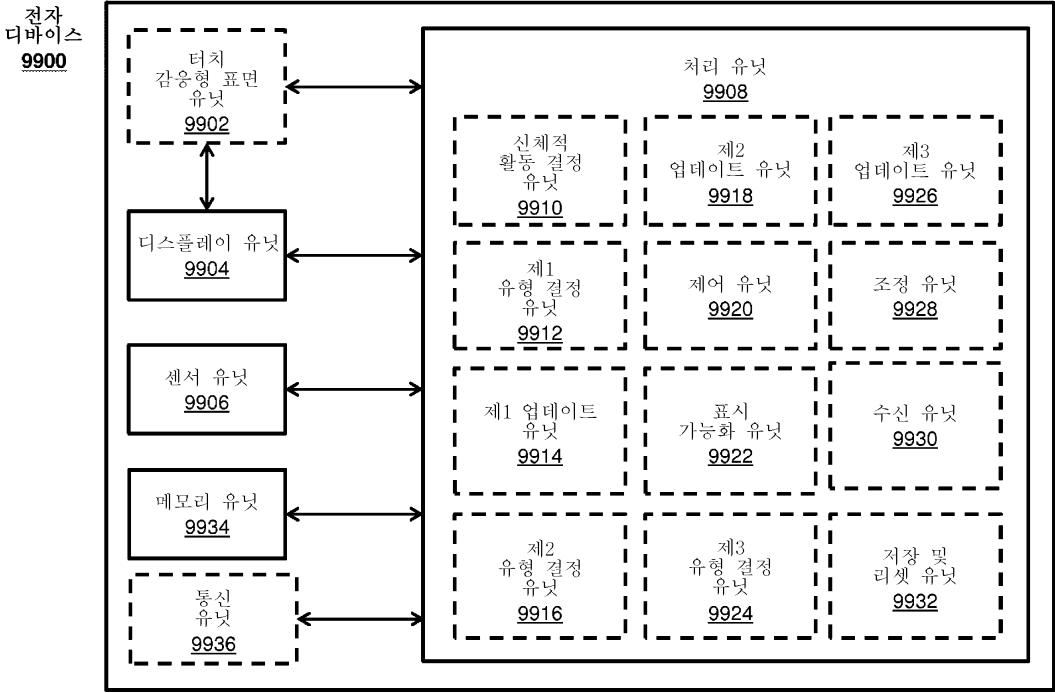 전자
디바이스
9900
터치
감응형 표면
유닛
9902
디스플레이 유닛
9904
센서 유닛
9906
메모리 유닛
9934
통신
유닛
9936
처리 유닛
9908
신체적
활동 결정
유닛
9910
제2
업데이트 유닛
9918
제3
업데이트 유닛
9926
제1
유형 결정
유닛
9912
제어 유닛
9920
조정 유닛
9928
제1 업데이트
유닛
9914
표시
가능화 유닛
9922
수신 유닛
9930
제2
유형 결정
유닛
9916
제3
유형 결정
유닛
9924
저장 및
리셋 유닛
9932